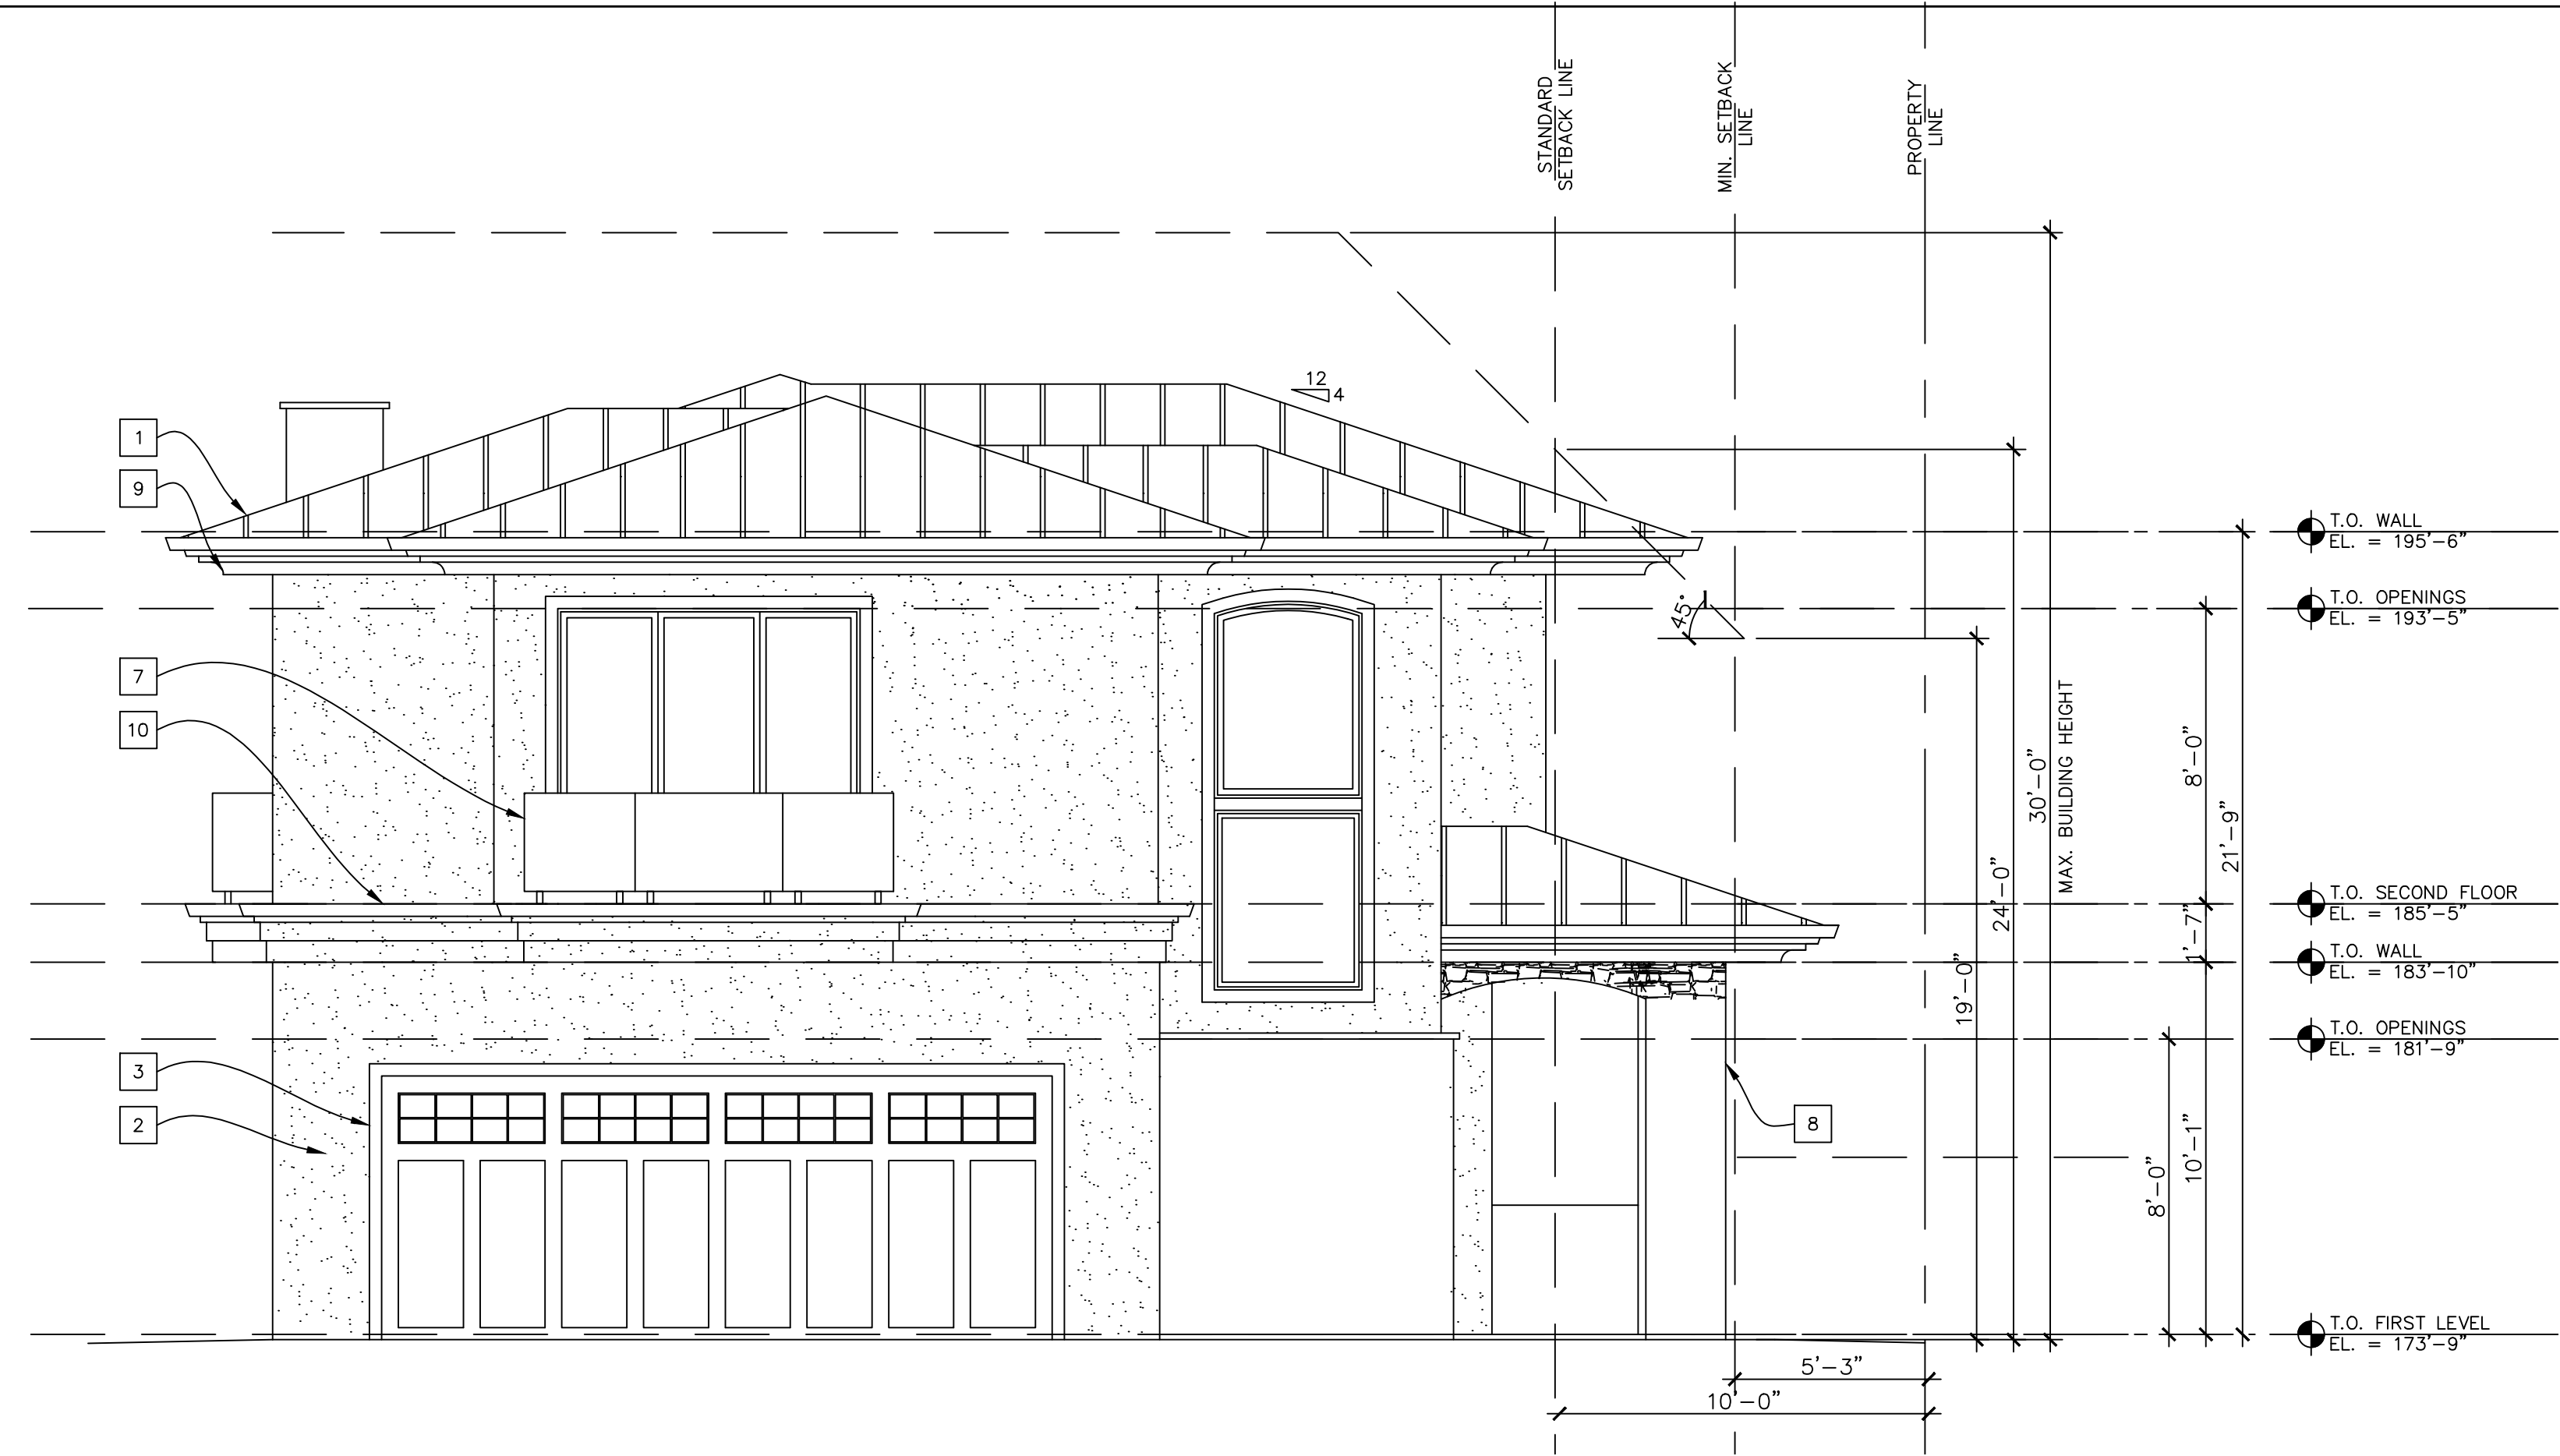 STANDARD
SETBACK LINE
MIN. SETBACK
LINE
PROPERTY
LINE
12
4
1
9
7
10
3
2
8
45°
T.O. WALL
EL. = 195'-6"
T.O. OPENINGS
EL. = 193'-5"
T.O. SECOND FLOOR
EL. = 185'-5"
T.O. WALL
EL. = 183'-10"
T.O. OPENINGS
EL. = 181'-9"
T.O. FIRST LEVEL
EL. = 173'-9"
19'-0"
24'-0"
30'-0"
MAX. BUILDING HEIGHT
8'-0"
1'-7"
10'-1"
8'-0"
21'-9"
5'-3"
10'-0"